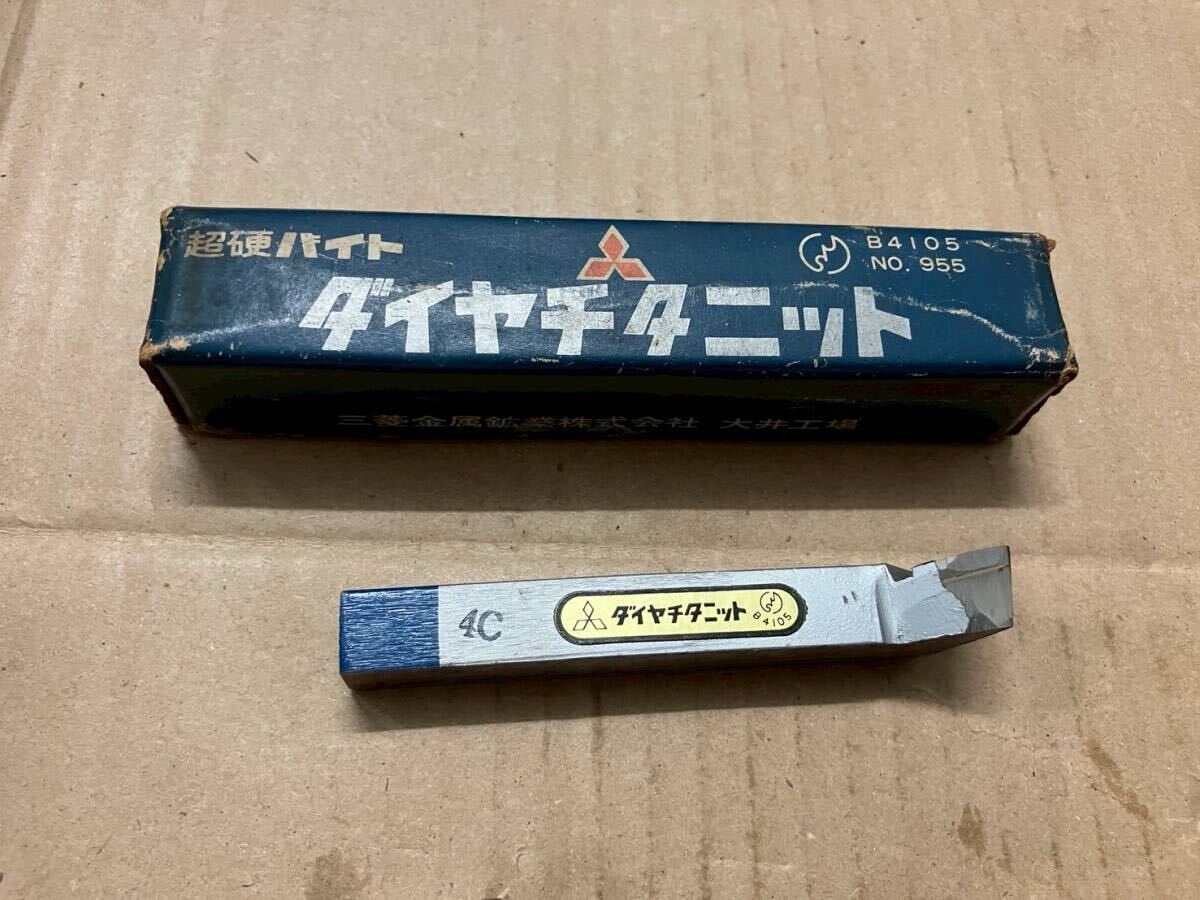 超硬バイト
B4105
NO. 955
ダイヤチタニット
三菱金属鉱業株式会社 大井工場
4C
ダイヤチタニット
B4105